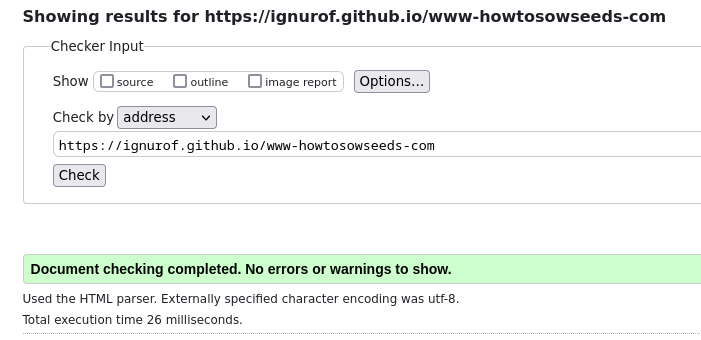 Showing results for https://ignurof.github.io/www-howtosowseeds-com
Checker Input
Show source outline image report Options...
Check by address
https://ignurof.github.io/www-howtosowseeds-com
Check
Document checking completed. No errors or warnings to show.
Used the HTML parser. Externally specified character encoding was utf-8.
Total execution time 26 milliseconds.